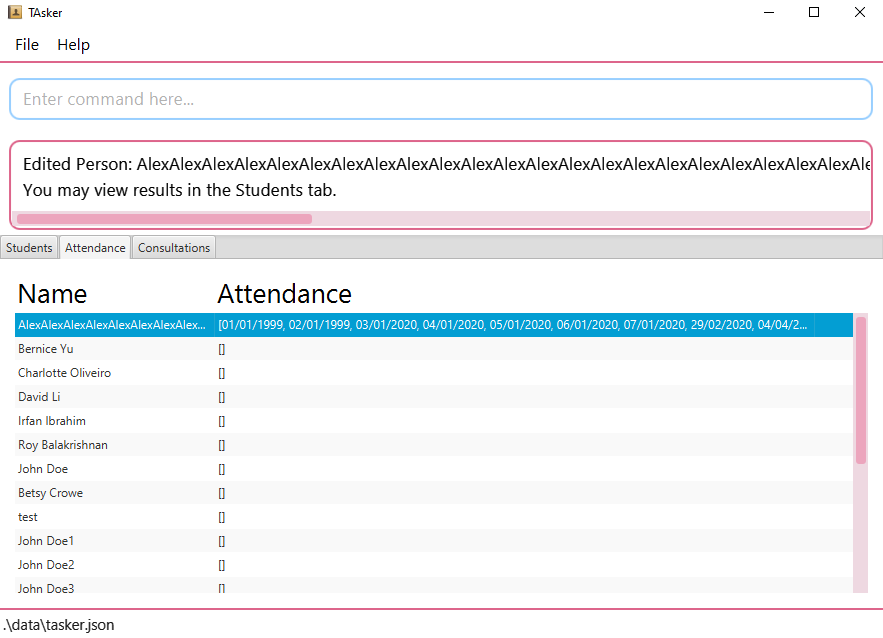 TAsker
File Help
Enter command here...
Edited Person: AlexAlexAlexAlexAlexAlexAlexAlexAlexAlexAlexAlexAlexAlexAlexAlexAlexAlexAlexAlexAlexAlexAle
You may view results in the Students tab.
Students Attendance Consultations
Name Attendance
AlexAlexAlexAlexAlexAlexAlexAlex... [01/01/1999, 02/01/1999, 03/01/2020, 04/01/2020, 05/01/2020, 06/01/2020, 07/01/2020, 29/02/2020, 04/04/2...
Bernice Yu []
Charlotte Oliveiro []
David Li []
Irfan Ibrahim []
Roy Balakrishnan []
John Doe []
Betsy Crowe []
test []
John Doe1 []
John Doe2 []
John Doe3 []
.\data\tasker.json